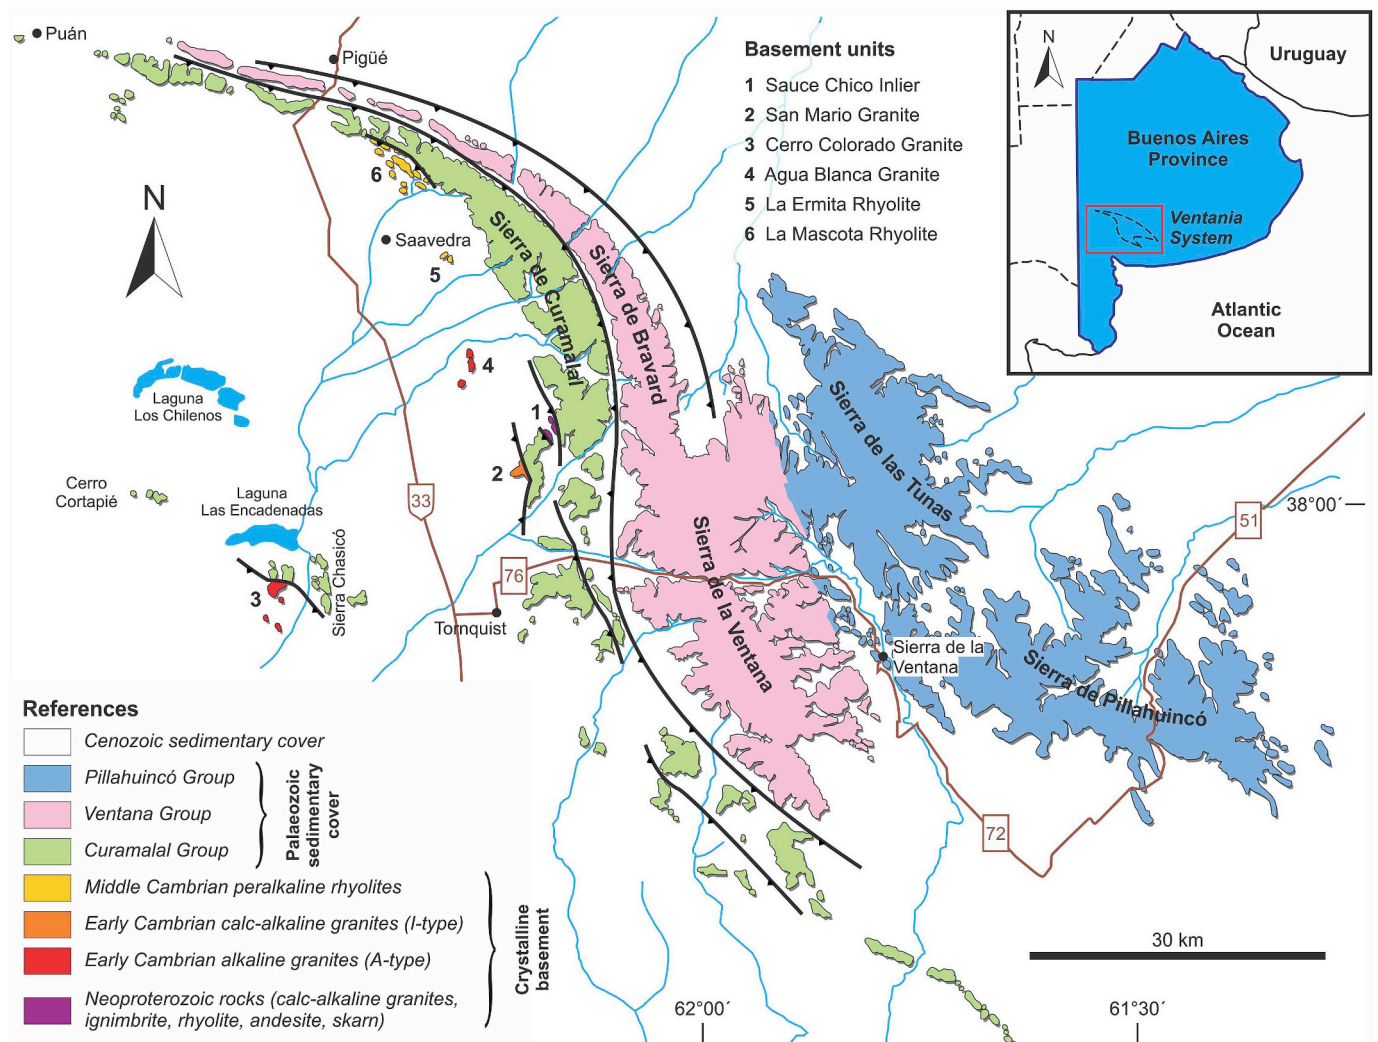 Puán
Pigüé
N
6
Saavedra
5
4
Laguna
Los Chilenos
1
2
Cerro
Cortapié
Laguna
Las Encadenadas
33
Sierra Chasicó
3
76
Tornquist
Sierra de Curamalal
Sierra de Bravard
Sierra de la Ventana
Sierra de las Tunas
Sierra de Pillahuincó
Sierra de la
Ventana
51
72
38°00´
62°00´
61°30´
30 km
Basement units
1 Sauce Chico Inlier
2 San Mario Granite
3 Cerro Colorado Granite
4 Agua Blanca Granite
5 La Ermita Rhyolite
6 La Mascota Rhyolite
N
Uruguay
Buenos Aires
Province
Ventania
System
Atlantic
Ocean
References
Cenozoic sedimentary cover
Pillahuincó Group
Ventana Group
Curamalal Group
Palaeozoic
sedimentary
cover
Middle Cambrian peralkaline rhyolites
Early Cambrian calc-alkaline granites (I-type)
Early Cambrian alkaline granites (A-type)
Neoproterozoic rocks (calc-alkaline granites,
ignimbrite, rhyolite, andesite, skarn)
Crystalline
basement